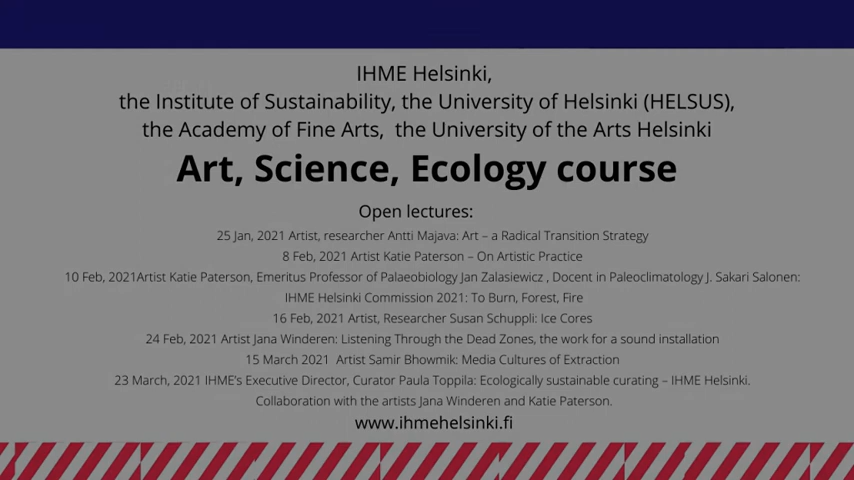 IHME Helsinki,
the Institute of Sustainability, the University of Helsinki (HELSUS),
the Academy of Fine Arts,  the University of the Arts Helsinki
Art, Science, Ecology course
Open lectures:
25 Jan, 2021 Artist, researcher Antti Majava: Art – a Radical Transition Strategy
8 Feb, 2021 Artist Katie Paterson – On Artistic Practice
10 Feb, 2021Artist Katie Paterson, Emeritus Professor of Palaeobiology Jan Zalasiewicz , Docent in Paleoclimatology J. Sakari Salonen:
IHME Helsinki Commission 2021: To Burn, Forest, Fire
16 Feb, 2021 Artist, Researcher Susan Schuppli: Ice Cores
24 Feb, 2021 Artist Jana Winderen: Listening Through the Dead Zones, the work for a sound installation
15 March 2021  Artist Samir Bhowmik: Media Cultures of Extraction
23 March, 2021 IHME's Executive Director, Curator Paula Toppila: Ecologically sustainable curating – IHME Helsinki.
Collaboration with the artists Jana Winderen and Katie Paterson.
www.ihmehelsinki.fi